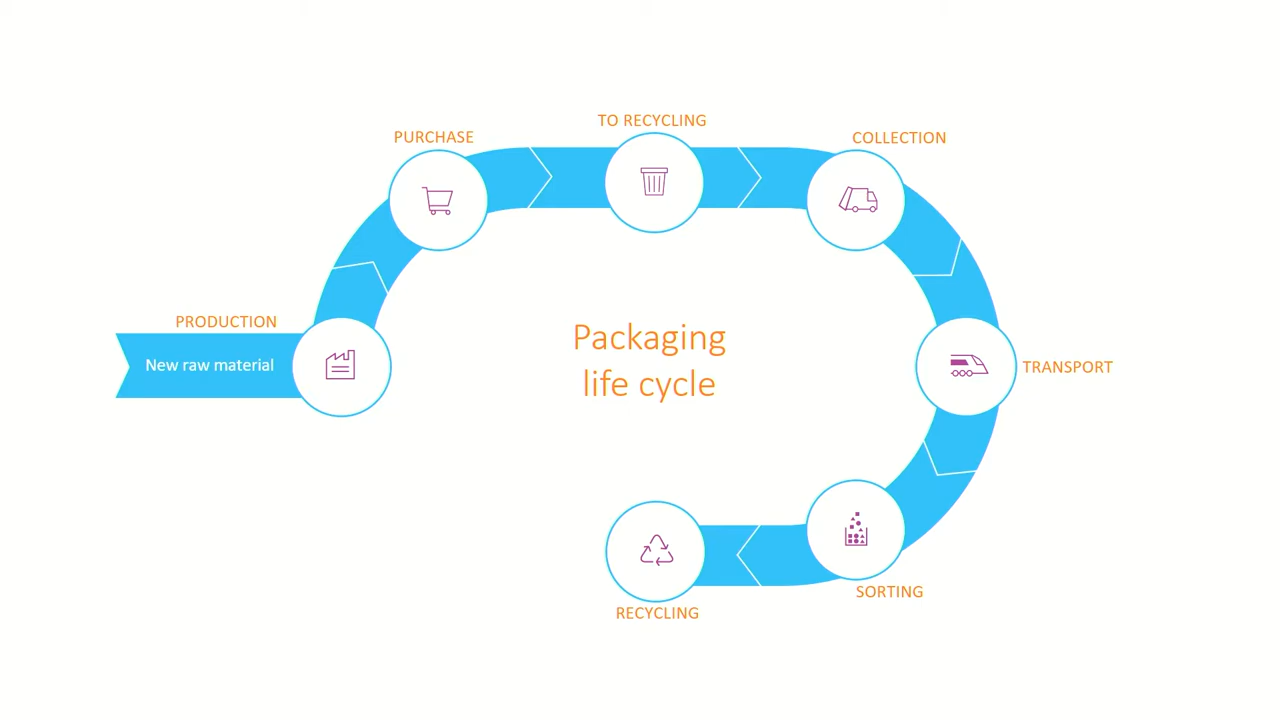 TO RECYCLING
PURCHASE
COLLECTION
PRODUCTION
New raw material
Packaging
life cycle
TRANSPORT
SORTING
RECYCLING